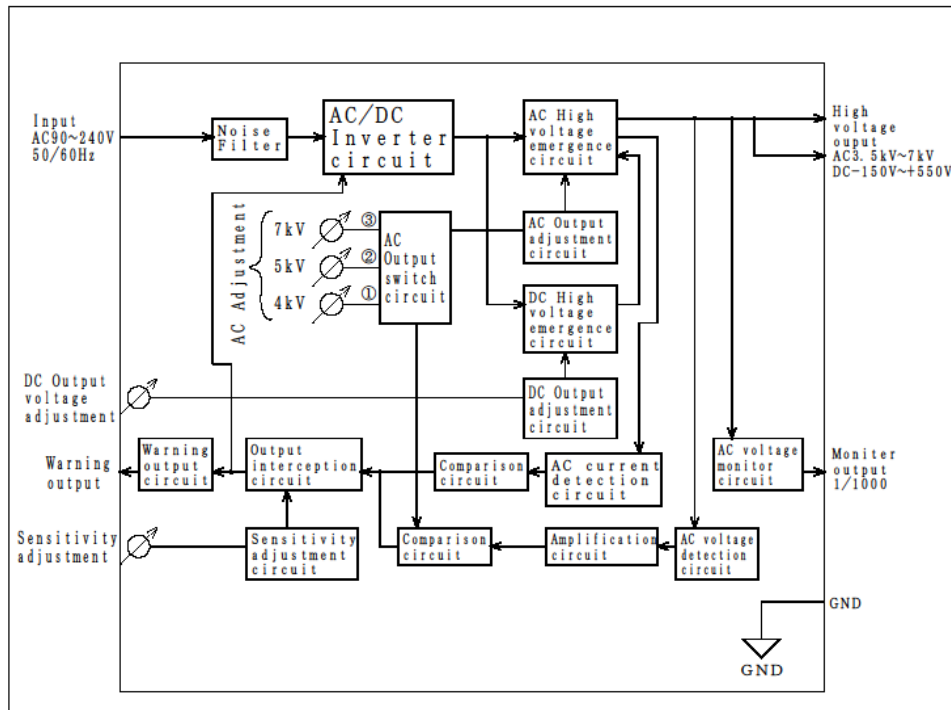 Input
AC90~240V
50/60Hz
Noise
Filter
AC/DC
Inverter
circuit
AC High
voltage
emergence
circuit
High
voltage
ouput
AC3.5kV~7kV
DC-150V~+550V
AC Adjustment
7kV
③
5kV
②
4kV
①
AC
Output
switch
circuit
AC Output
adjustment
circuit
DC High
voltage
emergence
circuit
DC Output
voltage
adjustment
DC Output
adjustment
circuit
Warning
output
Warning
output
circuit
Output
interception
circuit
Comparison
circuit
AC current
detection
circuit
AC voltage
monitor
circuit
Moniter
output
1/1000
Sensitivity
adjustment
Sensitivity
adjustment
circuit
Comparison
circuit
Amplification
circuit
AC voltage
detection
circuit
GND
GND